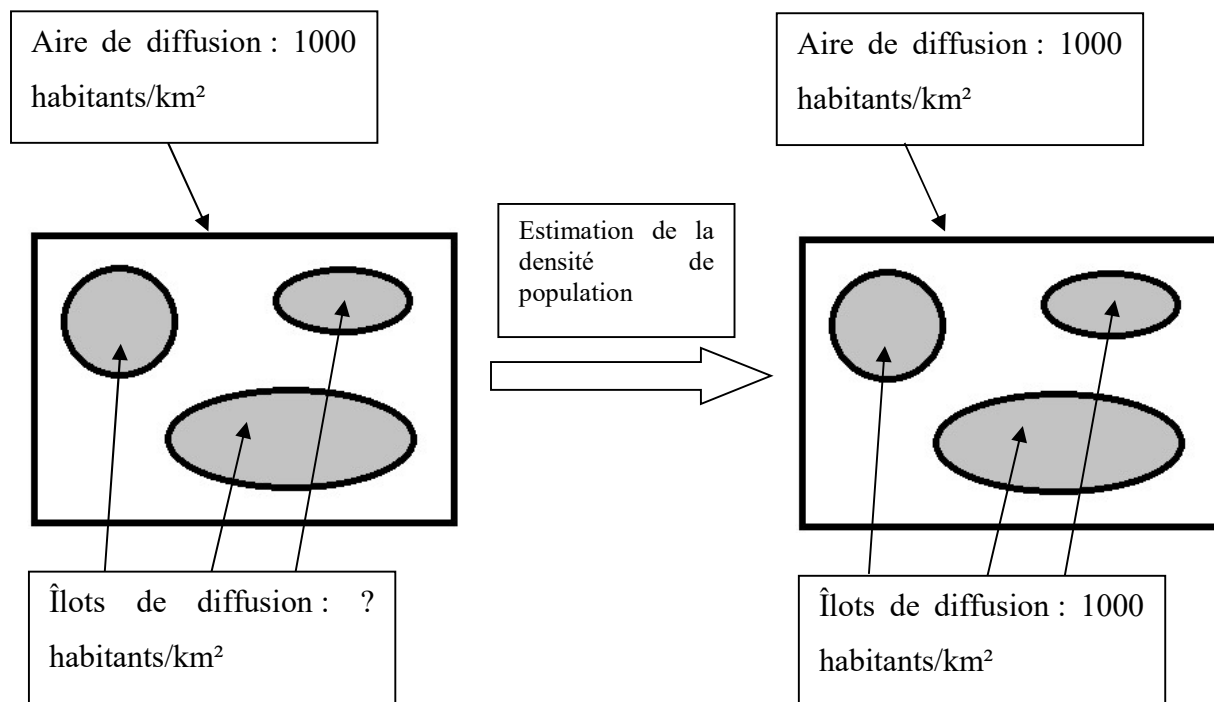 Aire de diffusion : 1000
habitants/km²
Aire de diffusion : 1000
habitants/km²
Estimation de la
densité de
population
Îlots de diffusion : ?
habitants/km²
Îlots de diffusion : 1000
habitants/km²